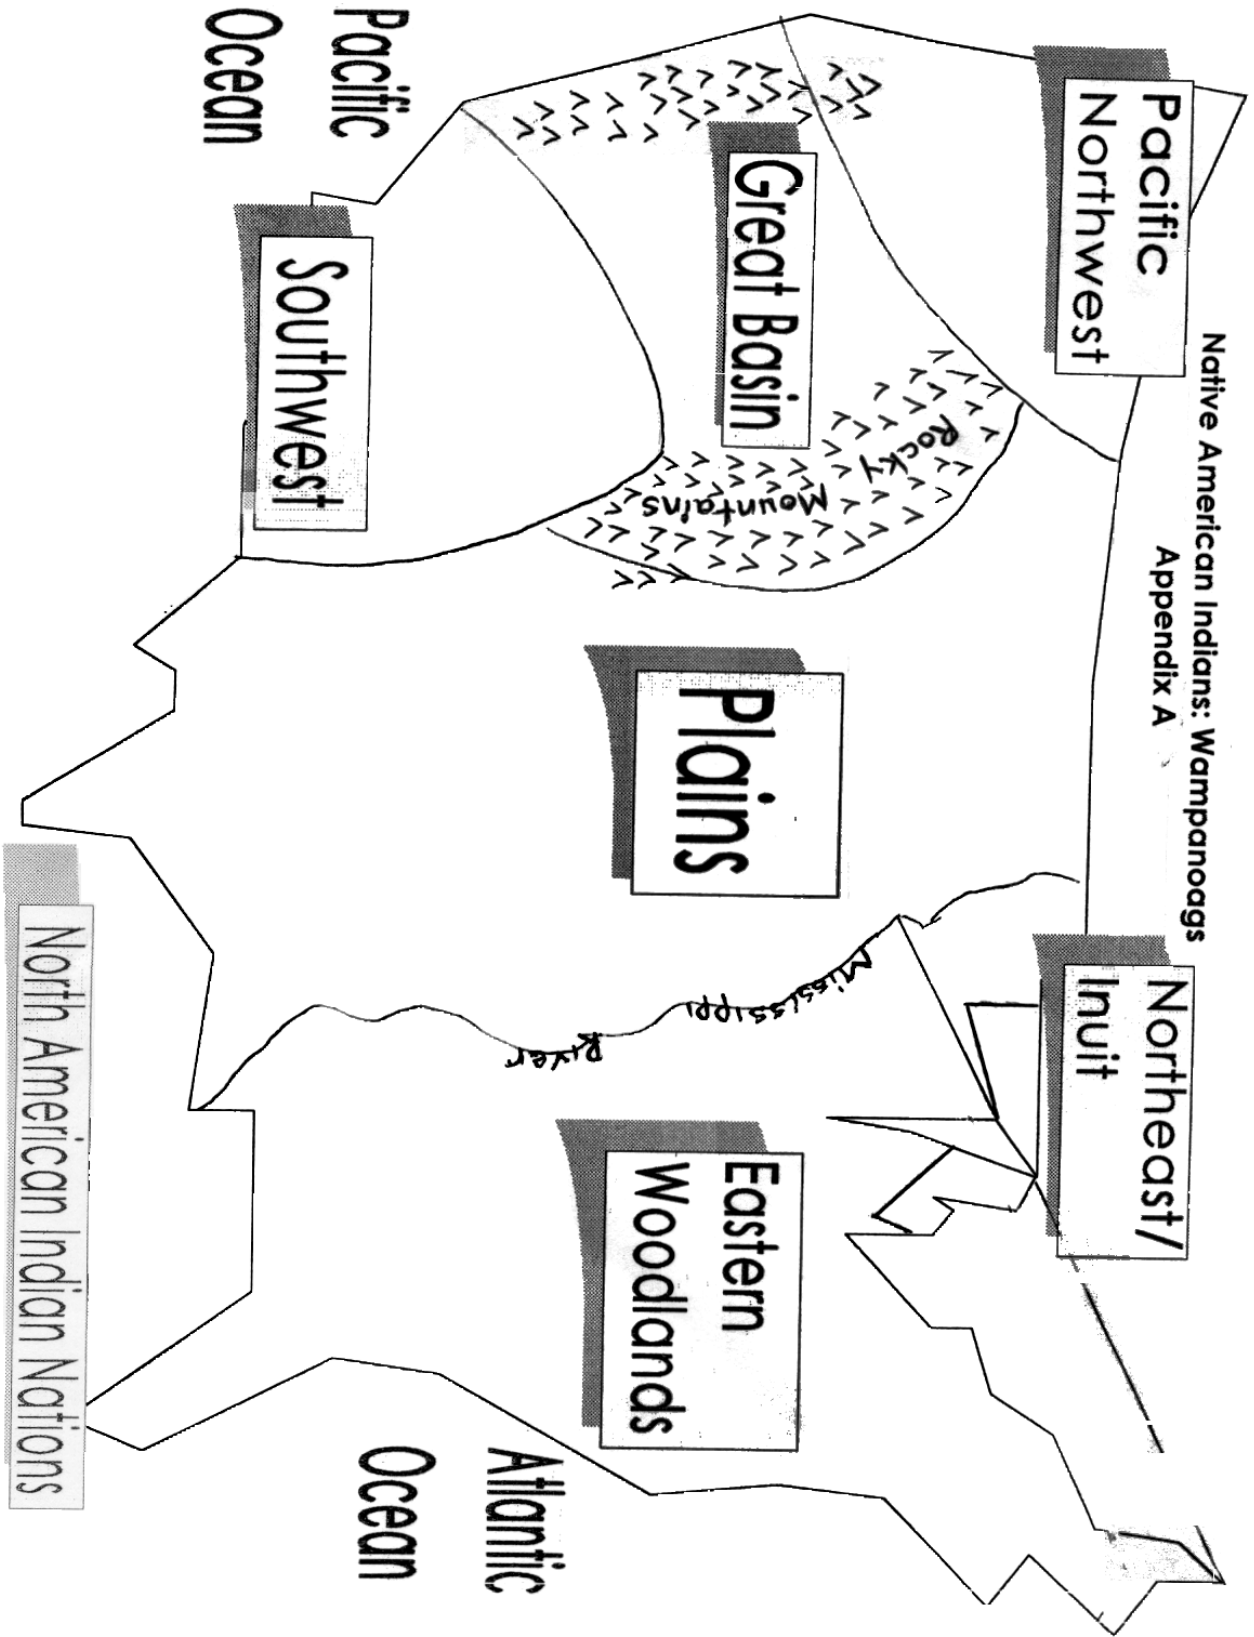 Native American Indians: Wampanoags
Appendix A
Pacific
Northwest
Northeast/
Inuit
Great Basin
Rocky
Mountains
Plains
Mississippi
River
Eastern
Woodlands
Southwest
Pacific
Ocean
Atlantic
Ocean
North American Indian Nations